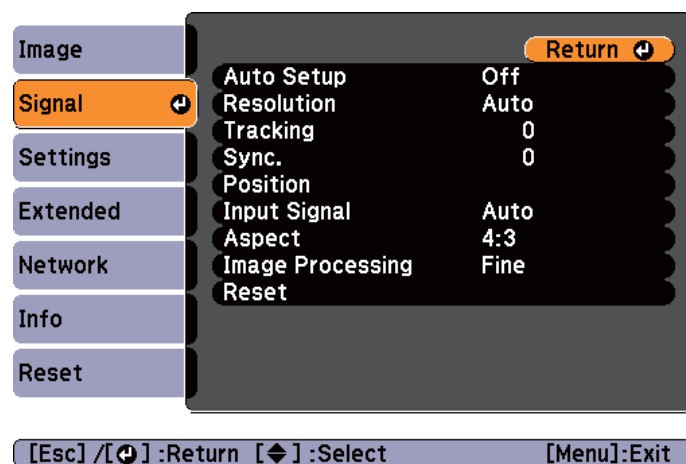 Image
Signal
Settings
Extended
Network
Info
Reset
Return
Auto Setup Off
Resolution Auto
Tracking 0
Sync. 0
Position
Input Signal Auto
Aspect 4:3
Image Processing Fine
Reset
[Esc] /[⏎] :Return [◆] :Select [Menu]:Exit